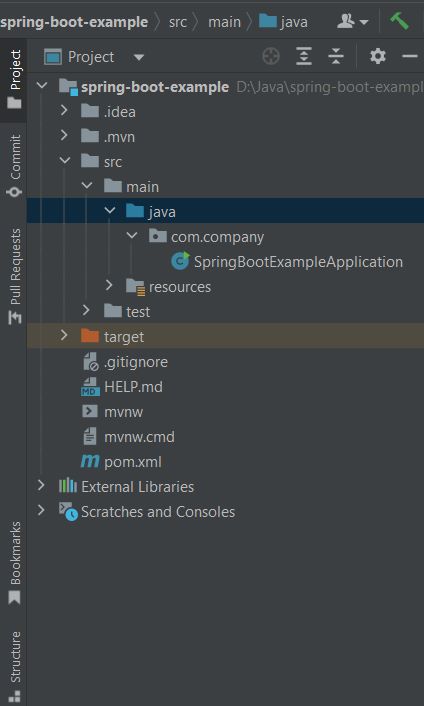 spring-boot-example > src > main > java
Project
Project
spring-boot-example D:\Java\spring-boot-exampl
.idea
.mvn
src
main
java
com.company
SpringBootExampleApplication
resources
test
target
.gitignore
HELP.md
mvnw
mvnw.cmd
pom.xml
External Libraries
Scratches and Consoles
Commit
Pull Requests
Bookmarks
Structure